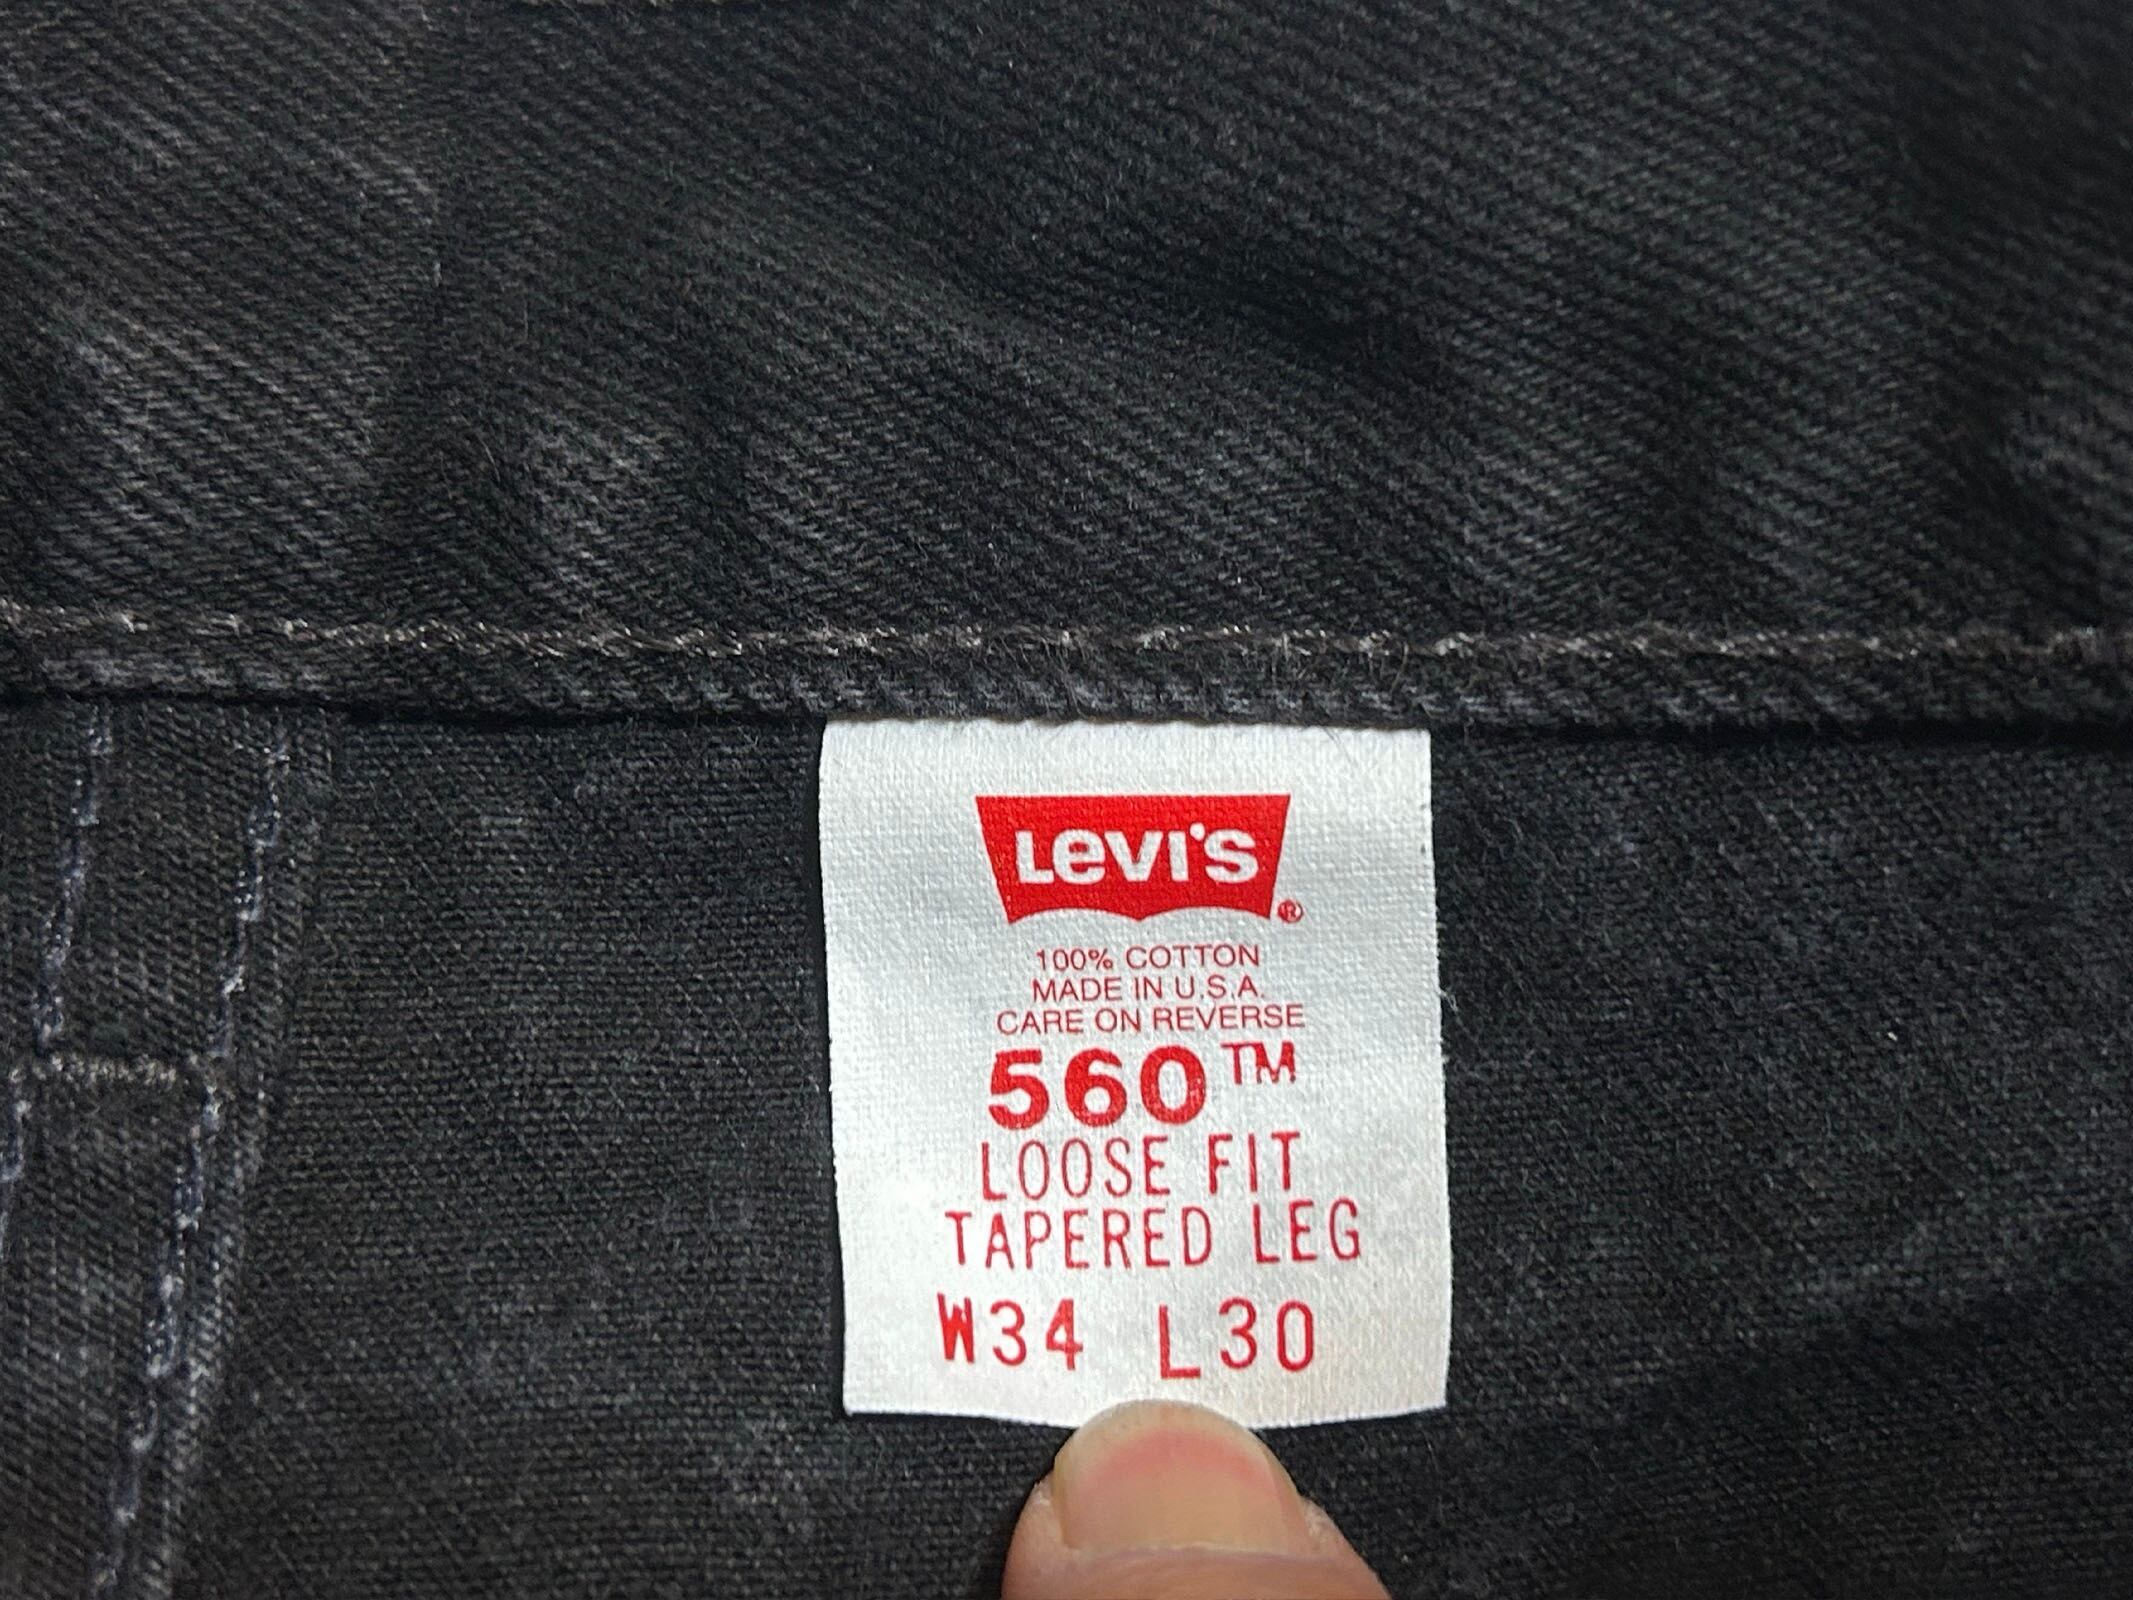 Levi's®
100% COTTON
MADE IN U.S.A.
CARE ON REVERSE
560™
LOOSE FIT
TAPERED LEG
W34 L30